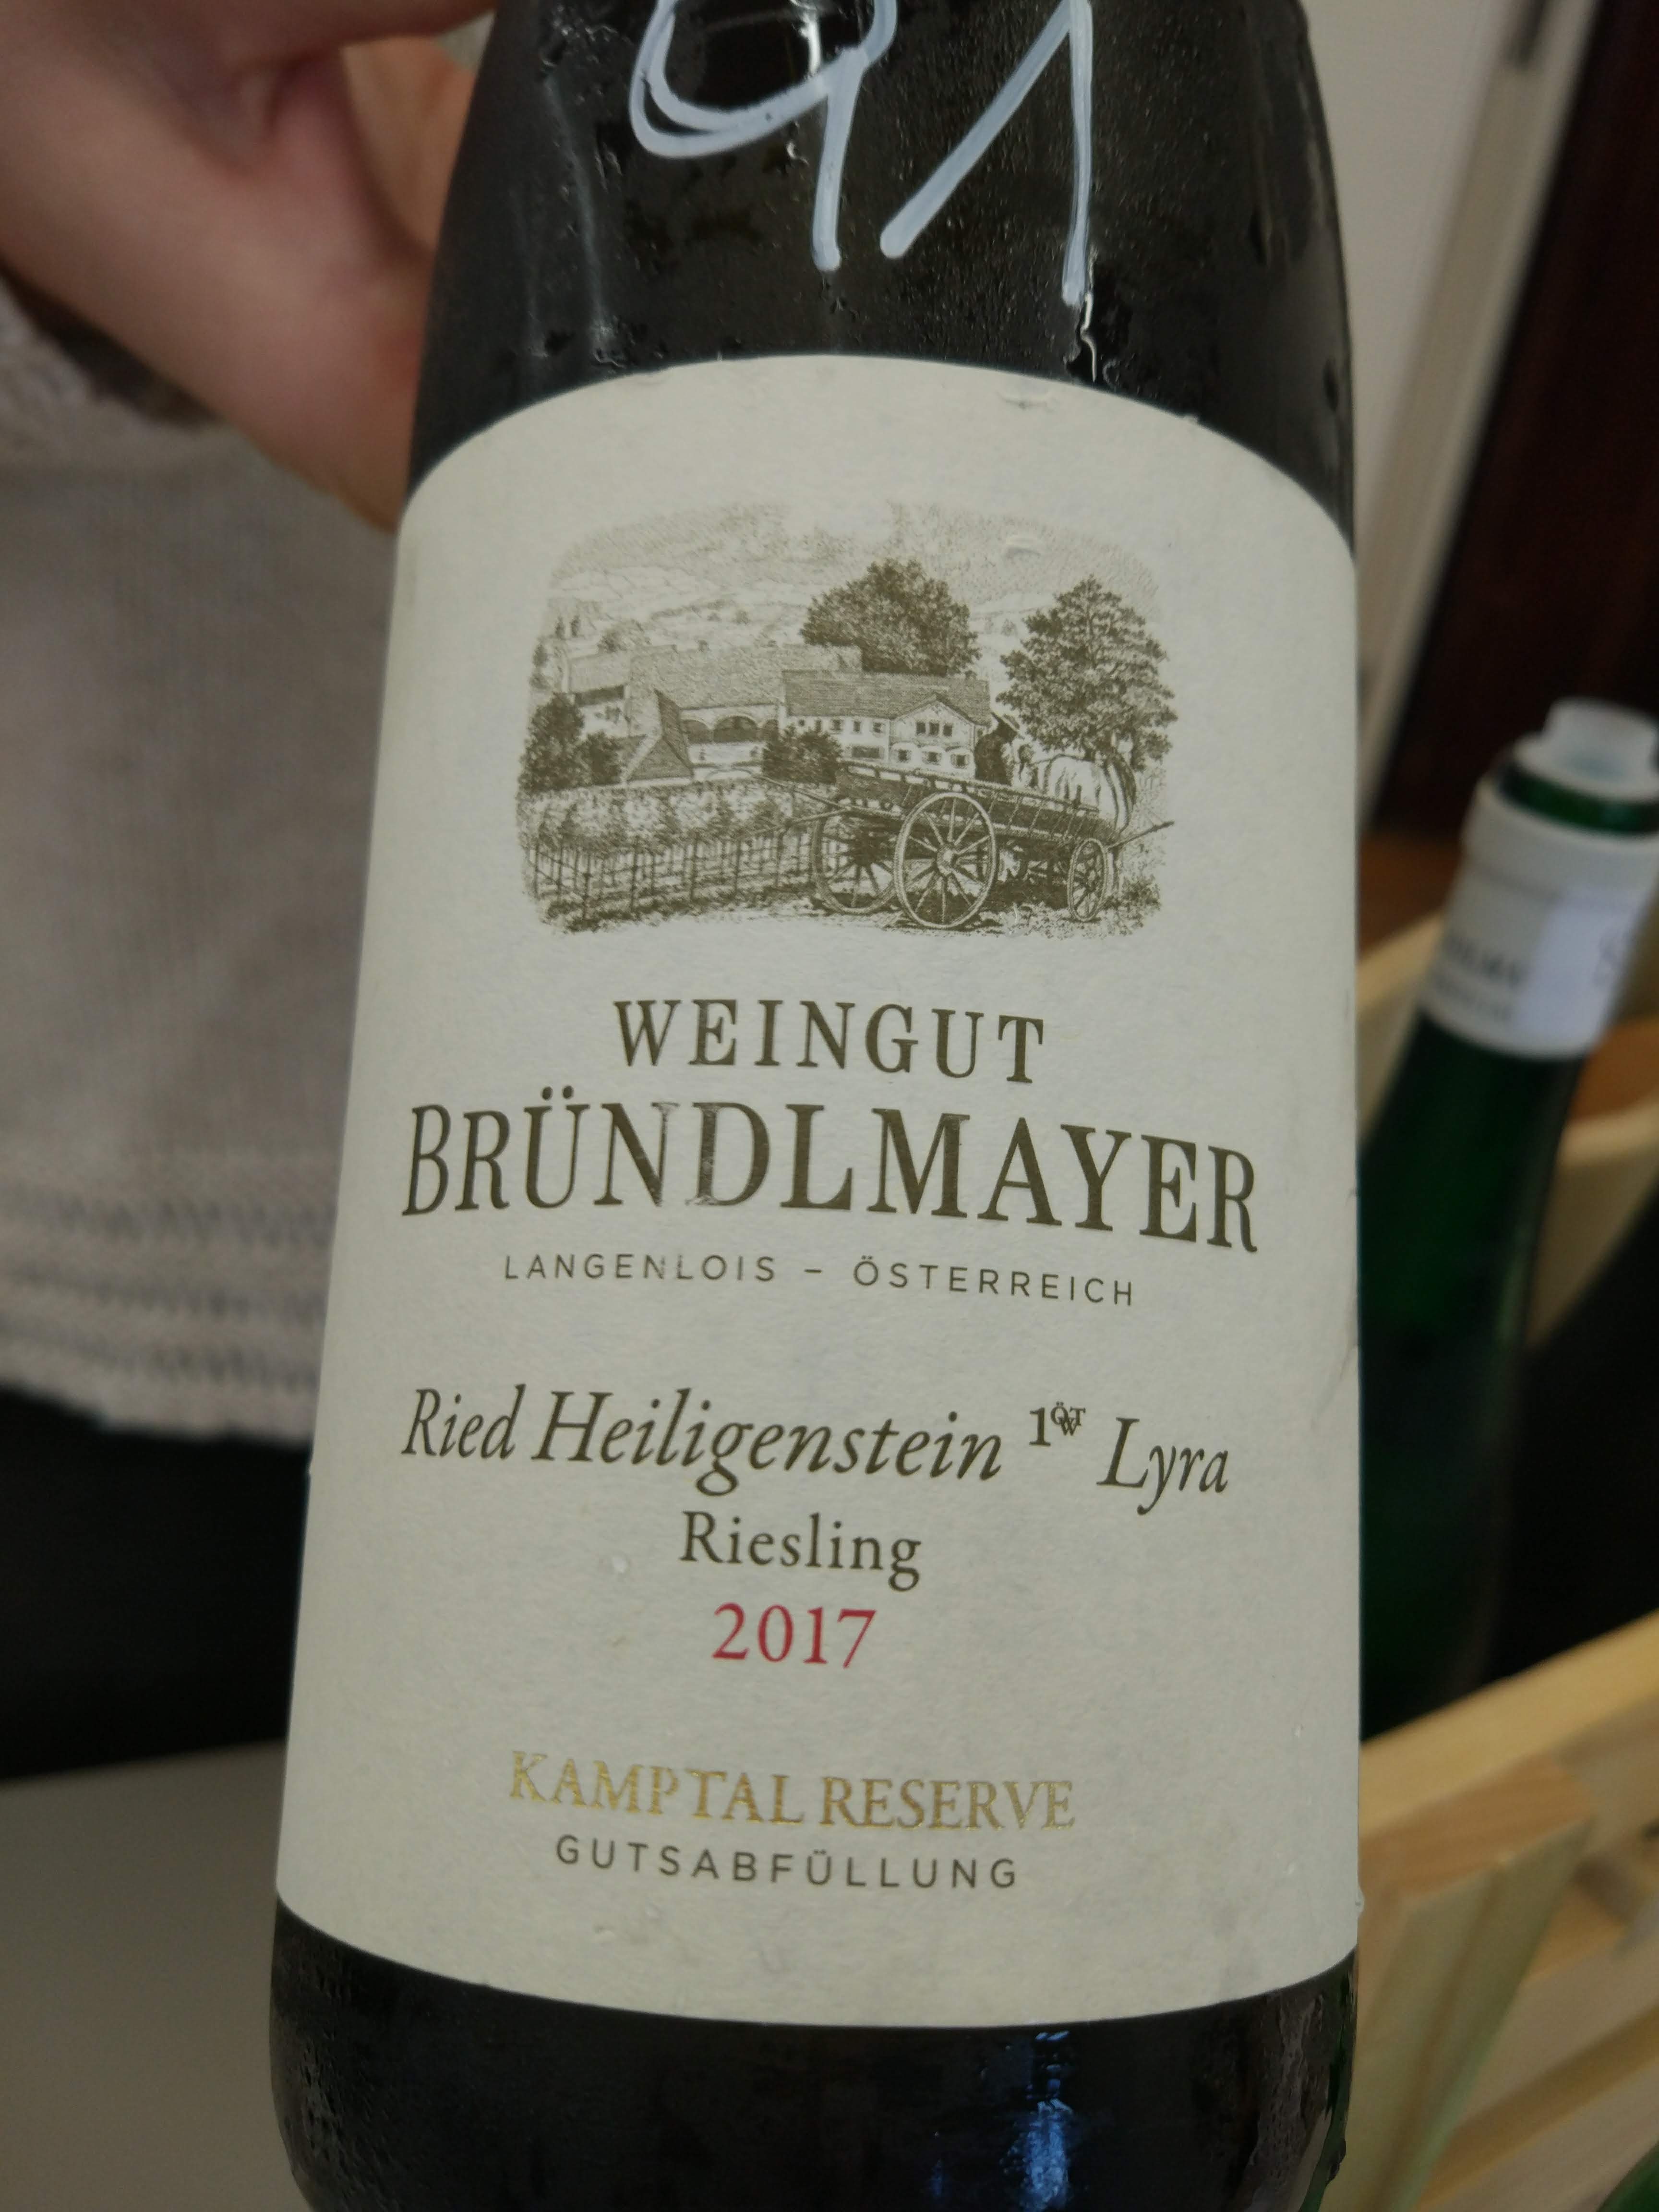 91
WEINGUT
BRÜNDLMAYER
LANGENLOIS – ÖSTERREICH
Ried Heiligenstein 1ÖTW Lyra
Riesling
2017
KAMPTAL RESERVE
GUTSABFÜLLUNG